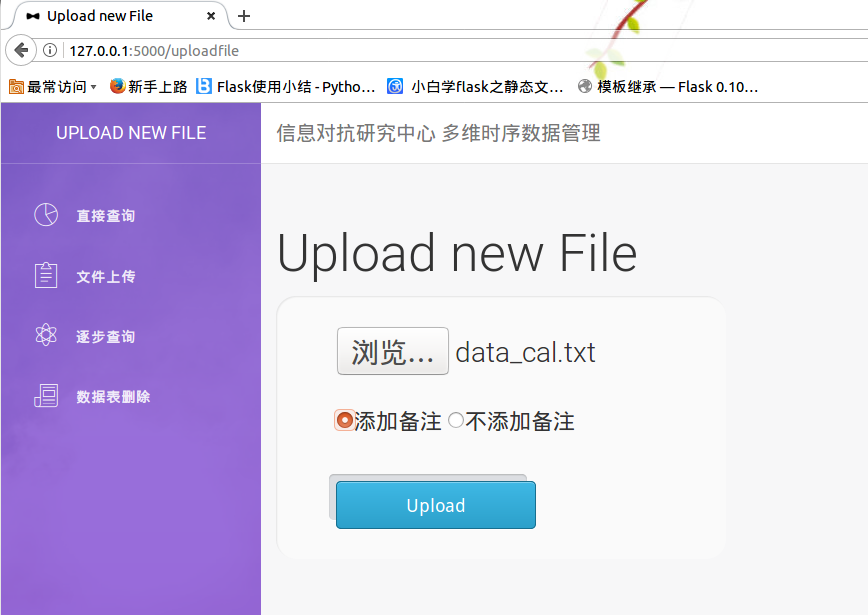 Upload new File
127.0.0.1:5000/uploadfile
最常访问 新手上路 Flask使用小结 - Pytho... 小白学flask之静态文... 模板继承 — Flask 0.10...
UPLOAD NEW FILE
信息对抗研究中心 多维时序数据管理
直接查询
文件上传
逐步查询
数据表删除
Upload new File
浏览... data_cal.txt
添加备注 不添加备注
Upload